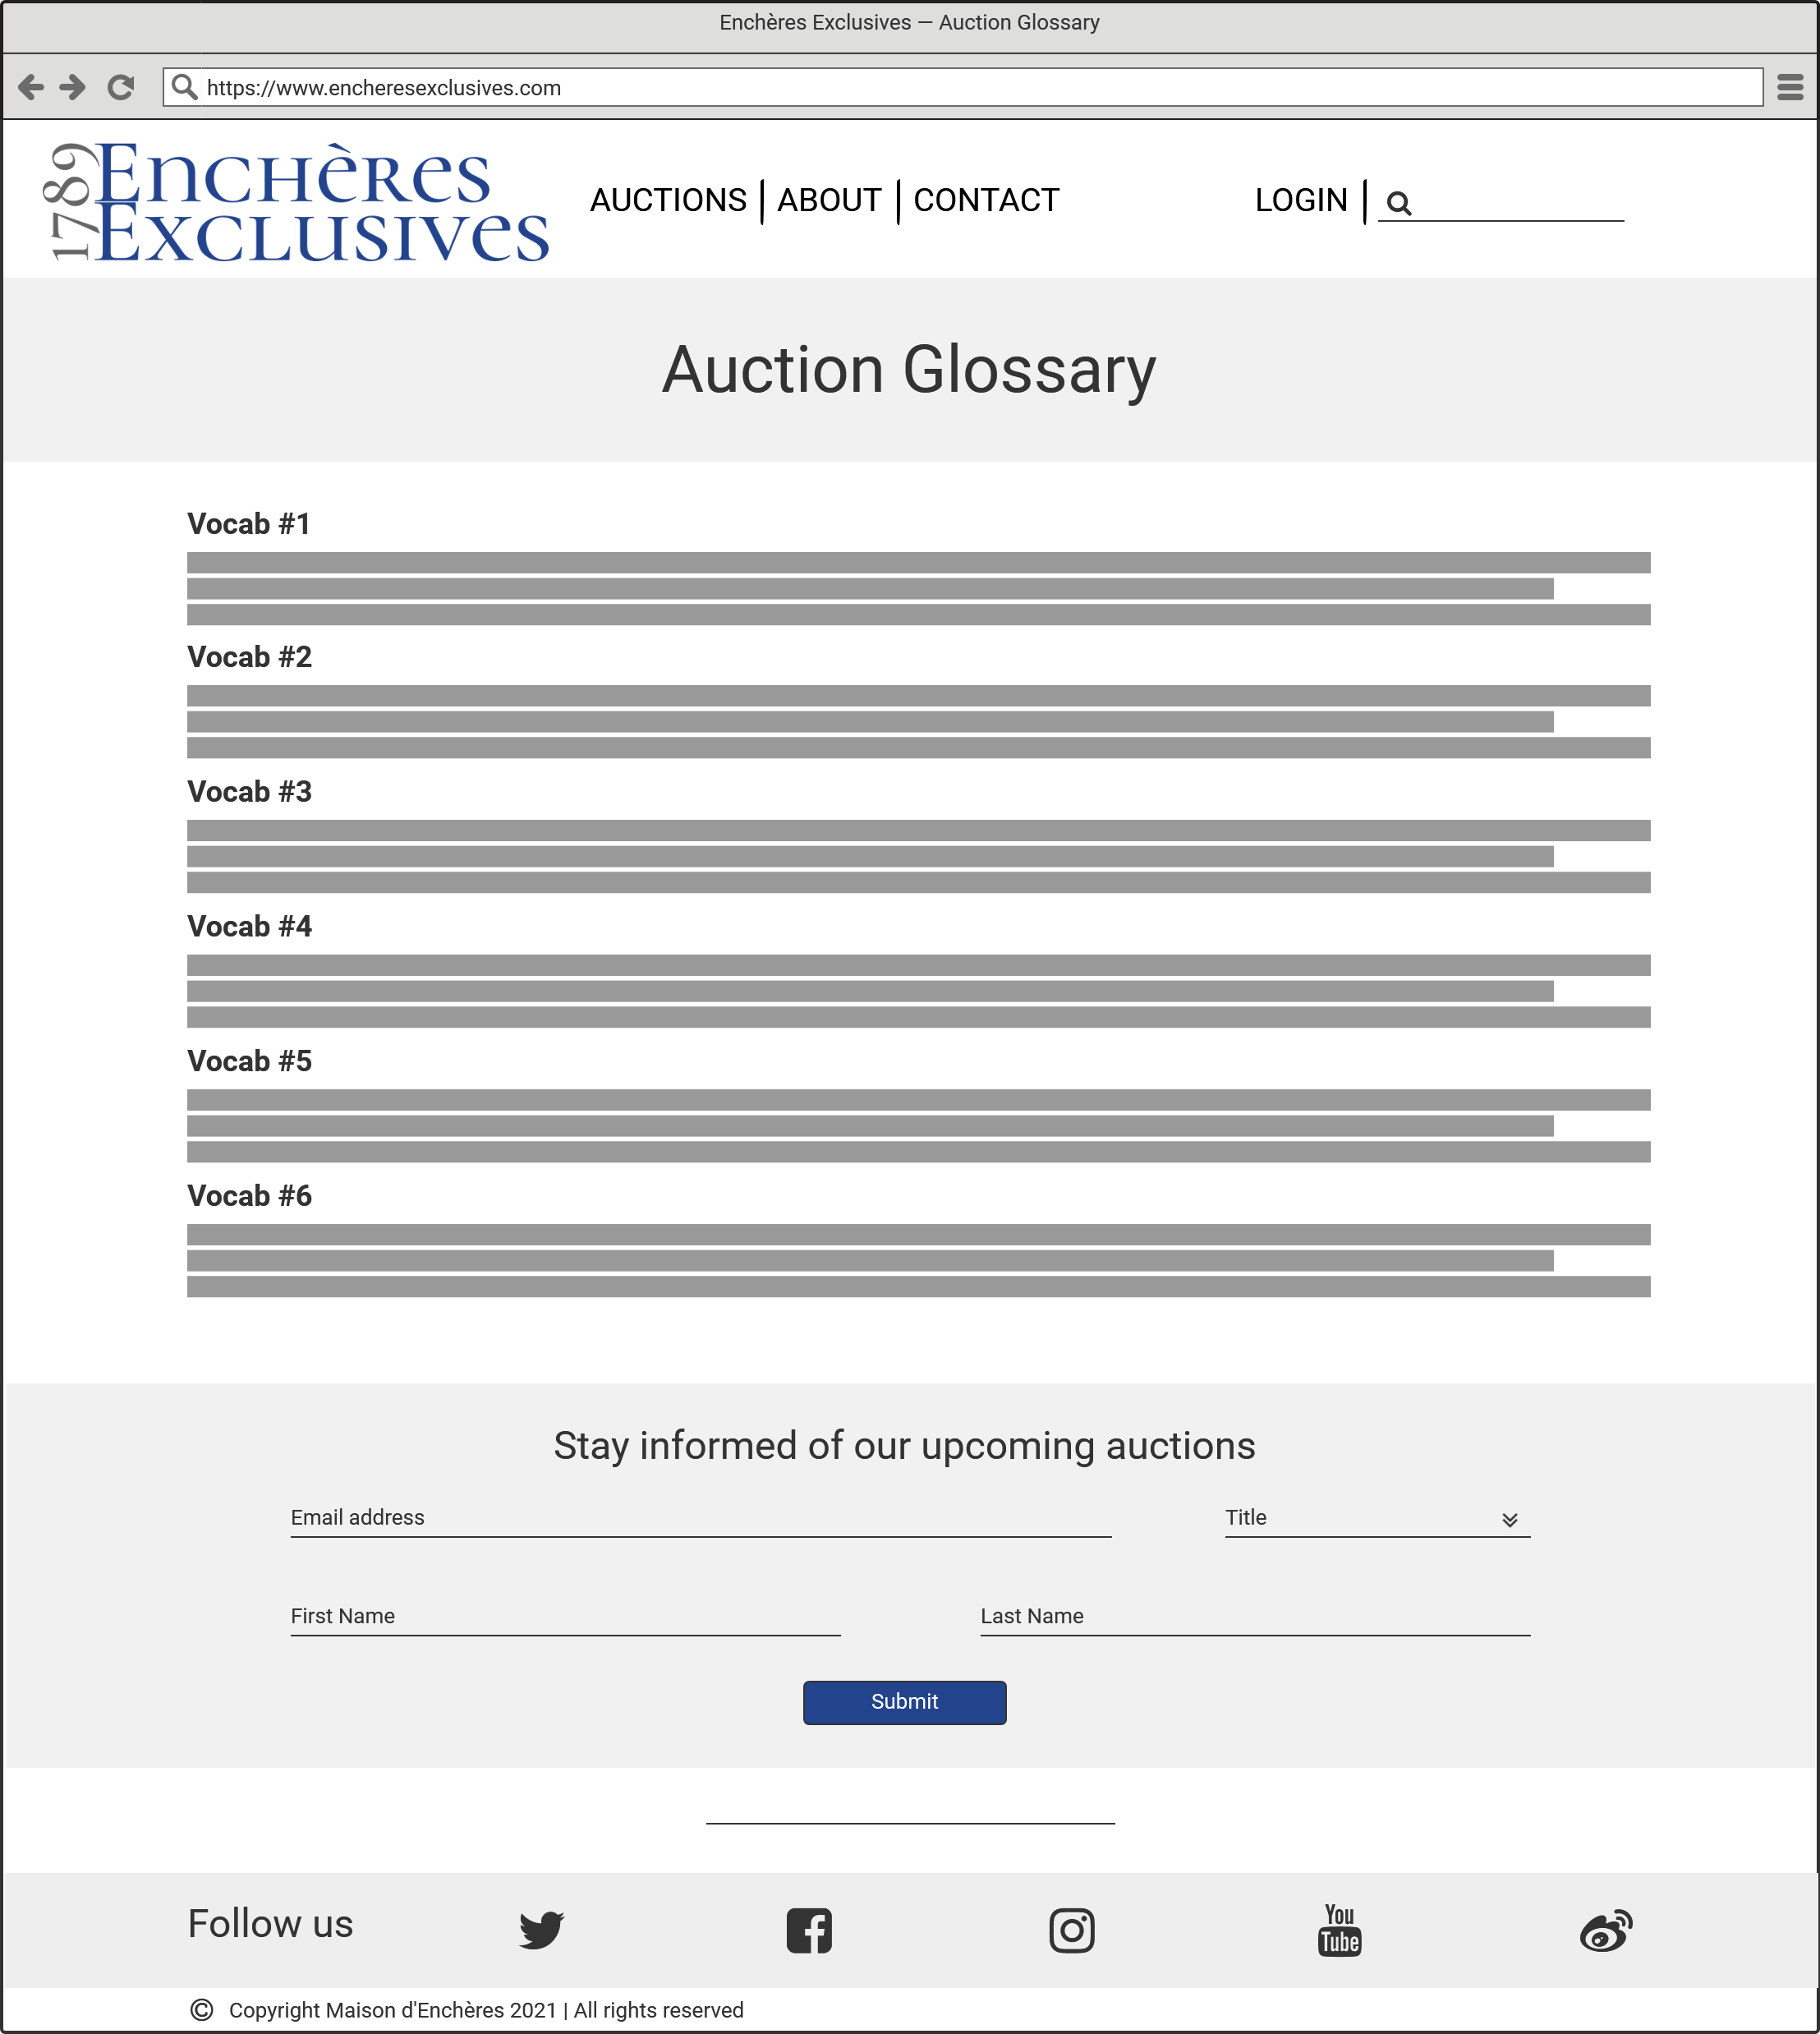 Enchères Exclusives — Auction Glossary
https://www.encheresexclusives.com
1789
Enchères
Exclusives
AUCTIONS | ABOUT | CONTACT
LOGIN |
Auction Glossary
Vocab #1
Vocab #2
Vocab #3
Vocab #4
Vocab #5
Vocab #6
Stay informed of our upcoming auctions
Email address
Title
First Name
Last Name
Submit
Follow us
You
Tube
© Copyright Maison d'Enchères 2021 | All rights reserved